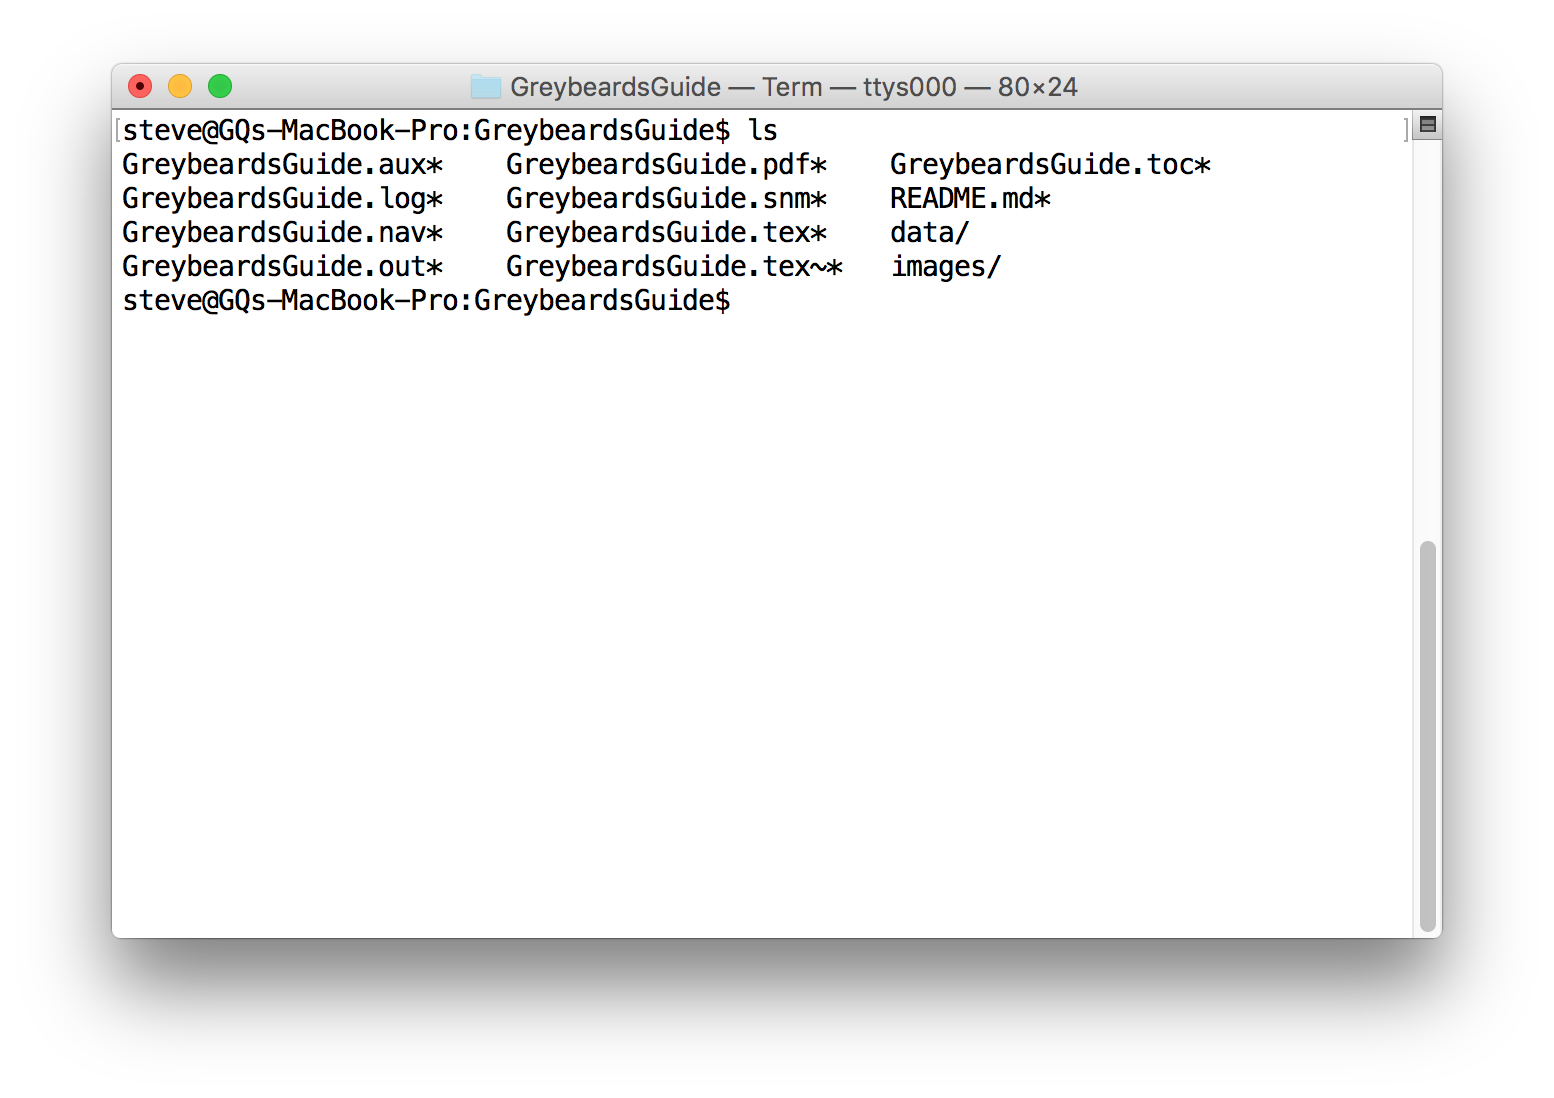 GreybeardsGuide — Term — ttys000 — 80×24
[steve@GQs-MacBook-Pro:GreybeardsGuide$ ls ]
GreybeardsGuide.aux*    GreybeardsGuide.pdf*    GreybeardsGuide.toc*
GreybeardsGuide.log*    GreybeardsGuide.snm*    README.md*
GreybeardsGuide.nav*    GreybeardsGuide.tex*    data/
GreybeardsGuide.out*    GreybeardsGuide.tex~*   images/
steve@GQs-MacBook-Pro:GreybeardsGuide$